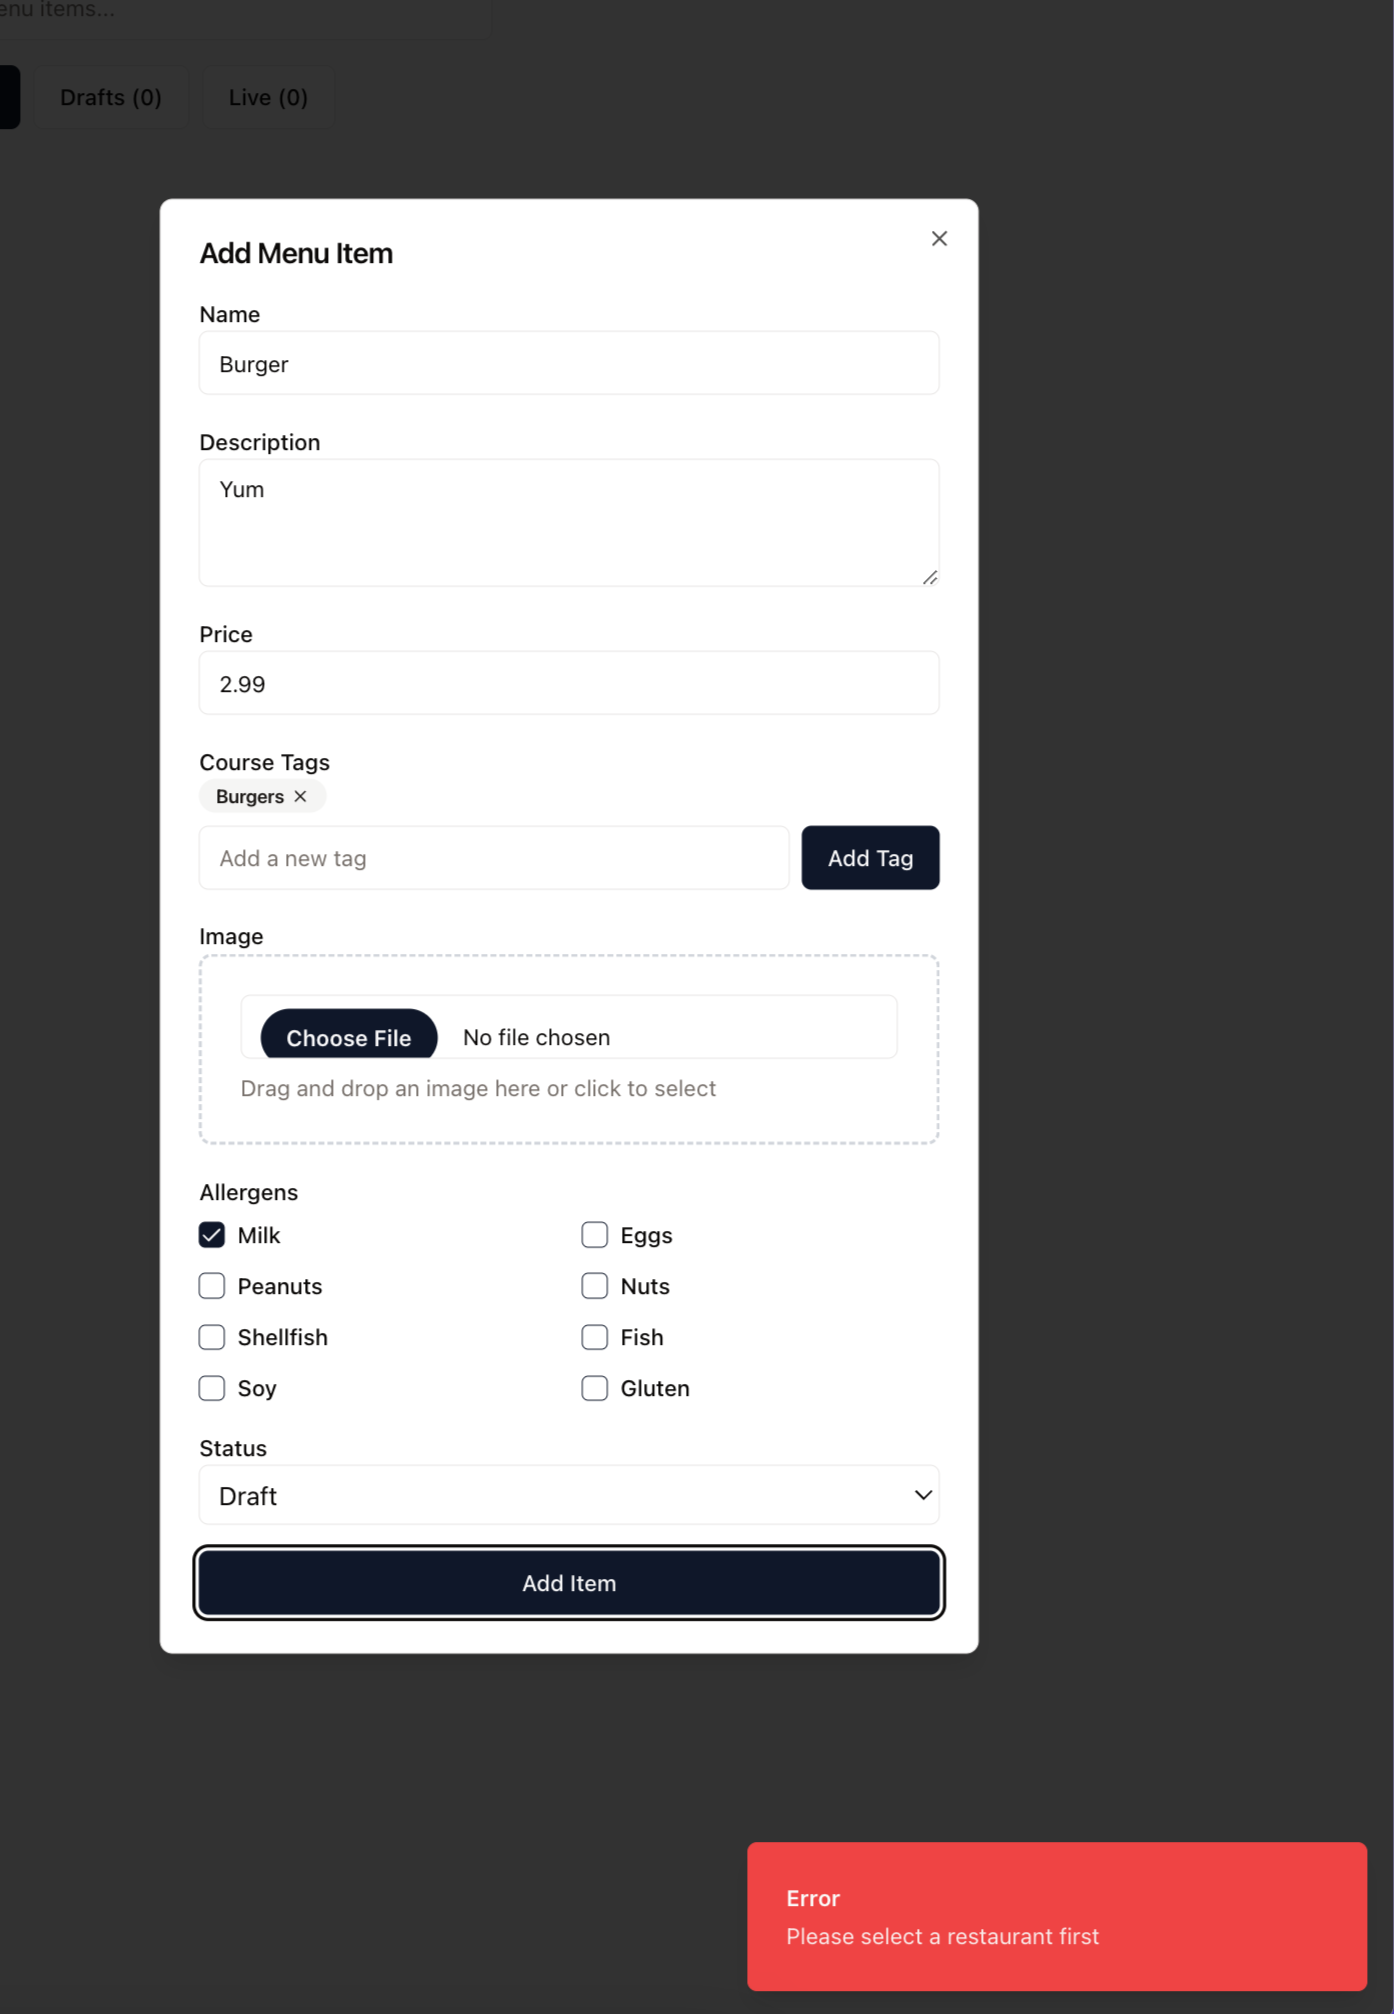 enu items...
Drafts (0)
Live (0)
Add Menu Item
Name
Burger
Description
Yum
Price
2.99
Course Tags
Burgers
Add a new tag
Add Tag
Image
Choose File No file chosen
Drag and drop an image here or click to select
Allergens
Milk
Eggs
Peanuts
Nuts
Shellfish
Fish
Soy
Gluten
Status
Draft
Add Item
Error
Please select a restaurant first